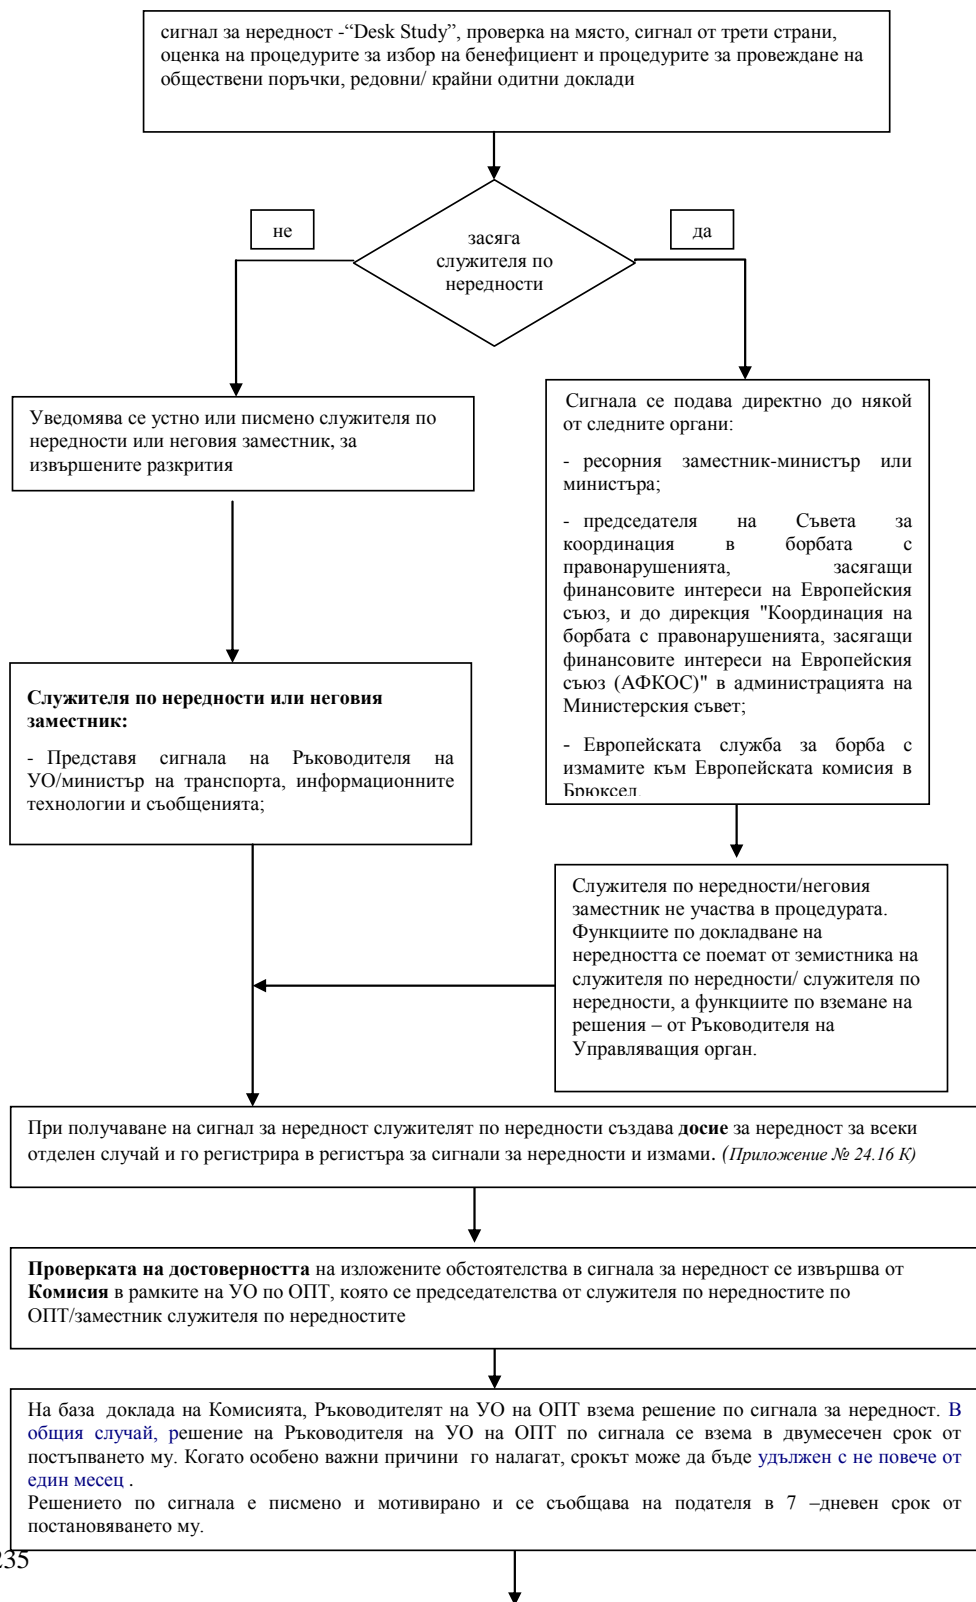 сигнал за нередност -“Desk Study”, проверка на място, сигнал от трети страни,
оценка на процедурите за избор на бенефициент и процедурите за провеждане на
обществени поръчки, редовни/ крайни одитни доклади
не
да
засяга
служителя по
нередности
Уведомява се устно или писмено служителя по
нередности или неговия заместник, за
извършените разкрития
Сигнала се подава директно до някой
от следните органи:
- ресорния заместник-министър или
министъра;
- председателя на Съвета за
координация в борбата с
правонарушенията, засягащи
финансовите интереси на Европейския
съюз, и до дирекция "Координация на
борбата с правонарушенията, засягащи
финансовите интереси на Европейския
съюз (АФКОС)" в администрацията на
Министерския съвет;
- Европейската служба за борба с
измамите към Европейската комисия в
Брюксел.
Служителя по нередности или неговия
заместник:
- Представя сигнала на Ръководителя на
УО/министър на транспорта, информационните
технологии и съобщенията;
Служителя по нередности/неговия
заместник не участва в процедурата.
Функциите по докладване на
нередността се поемат от земистника на
служителя по нередности/ служителя по
нередности, а функциите по вземане на
решения – от Ръководителя на
Управляващия орган.
При получаване на сигнал за нередност служителят по нередности създава досие за нередност за всеки
отделен случай и го регистрира в регистъра за сигнали за нередности и измами. (Приложение № 24.16 К)
Проверката на достоверността на изложените обстоятелства в сигнала за нередност се извършва от
Комисия в рамките на УО по ОПТ, която се председателства от служителя по нередностите по
ОПТ/заместник служителя по нередностите
На база доклада на Комисията, Ръководителят на УО на ОПТ взема решение по сигнала за нередност. В
общия случай, решение на Ръководителя на УО на ОПТ по сигнала се взема в двумесечен срок от
постъпването му. Когато особено важни причини го налагат, срокът може да бъде удължен с не повече от
един месец .
Решението по сигнала е писмено и мотивирано и се съобщава на подателя в 7 –дневен срок от
постановяването му.
235